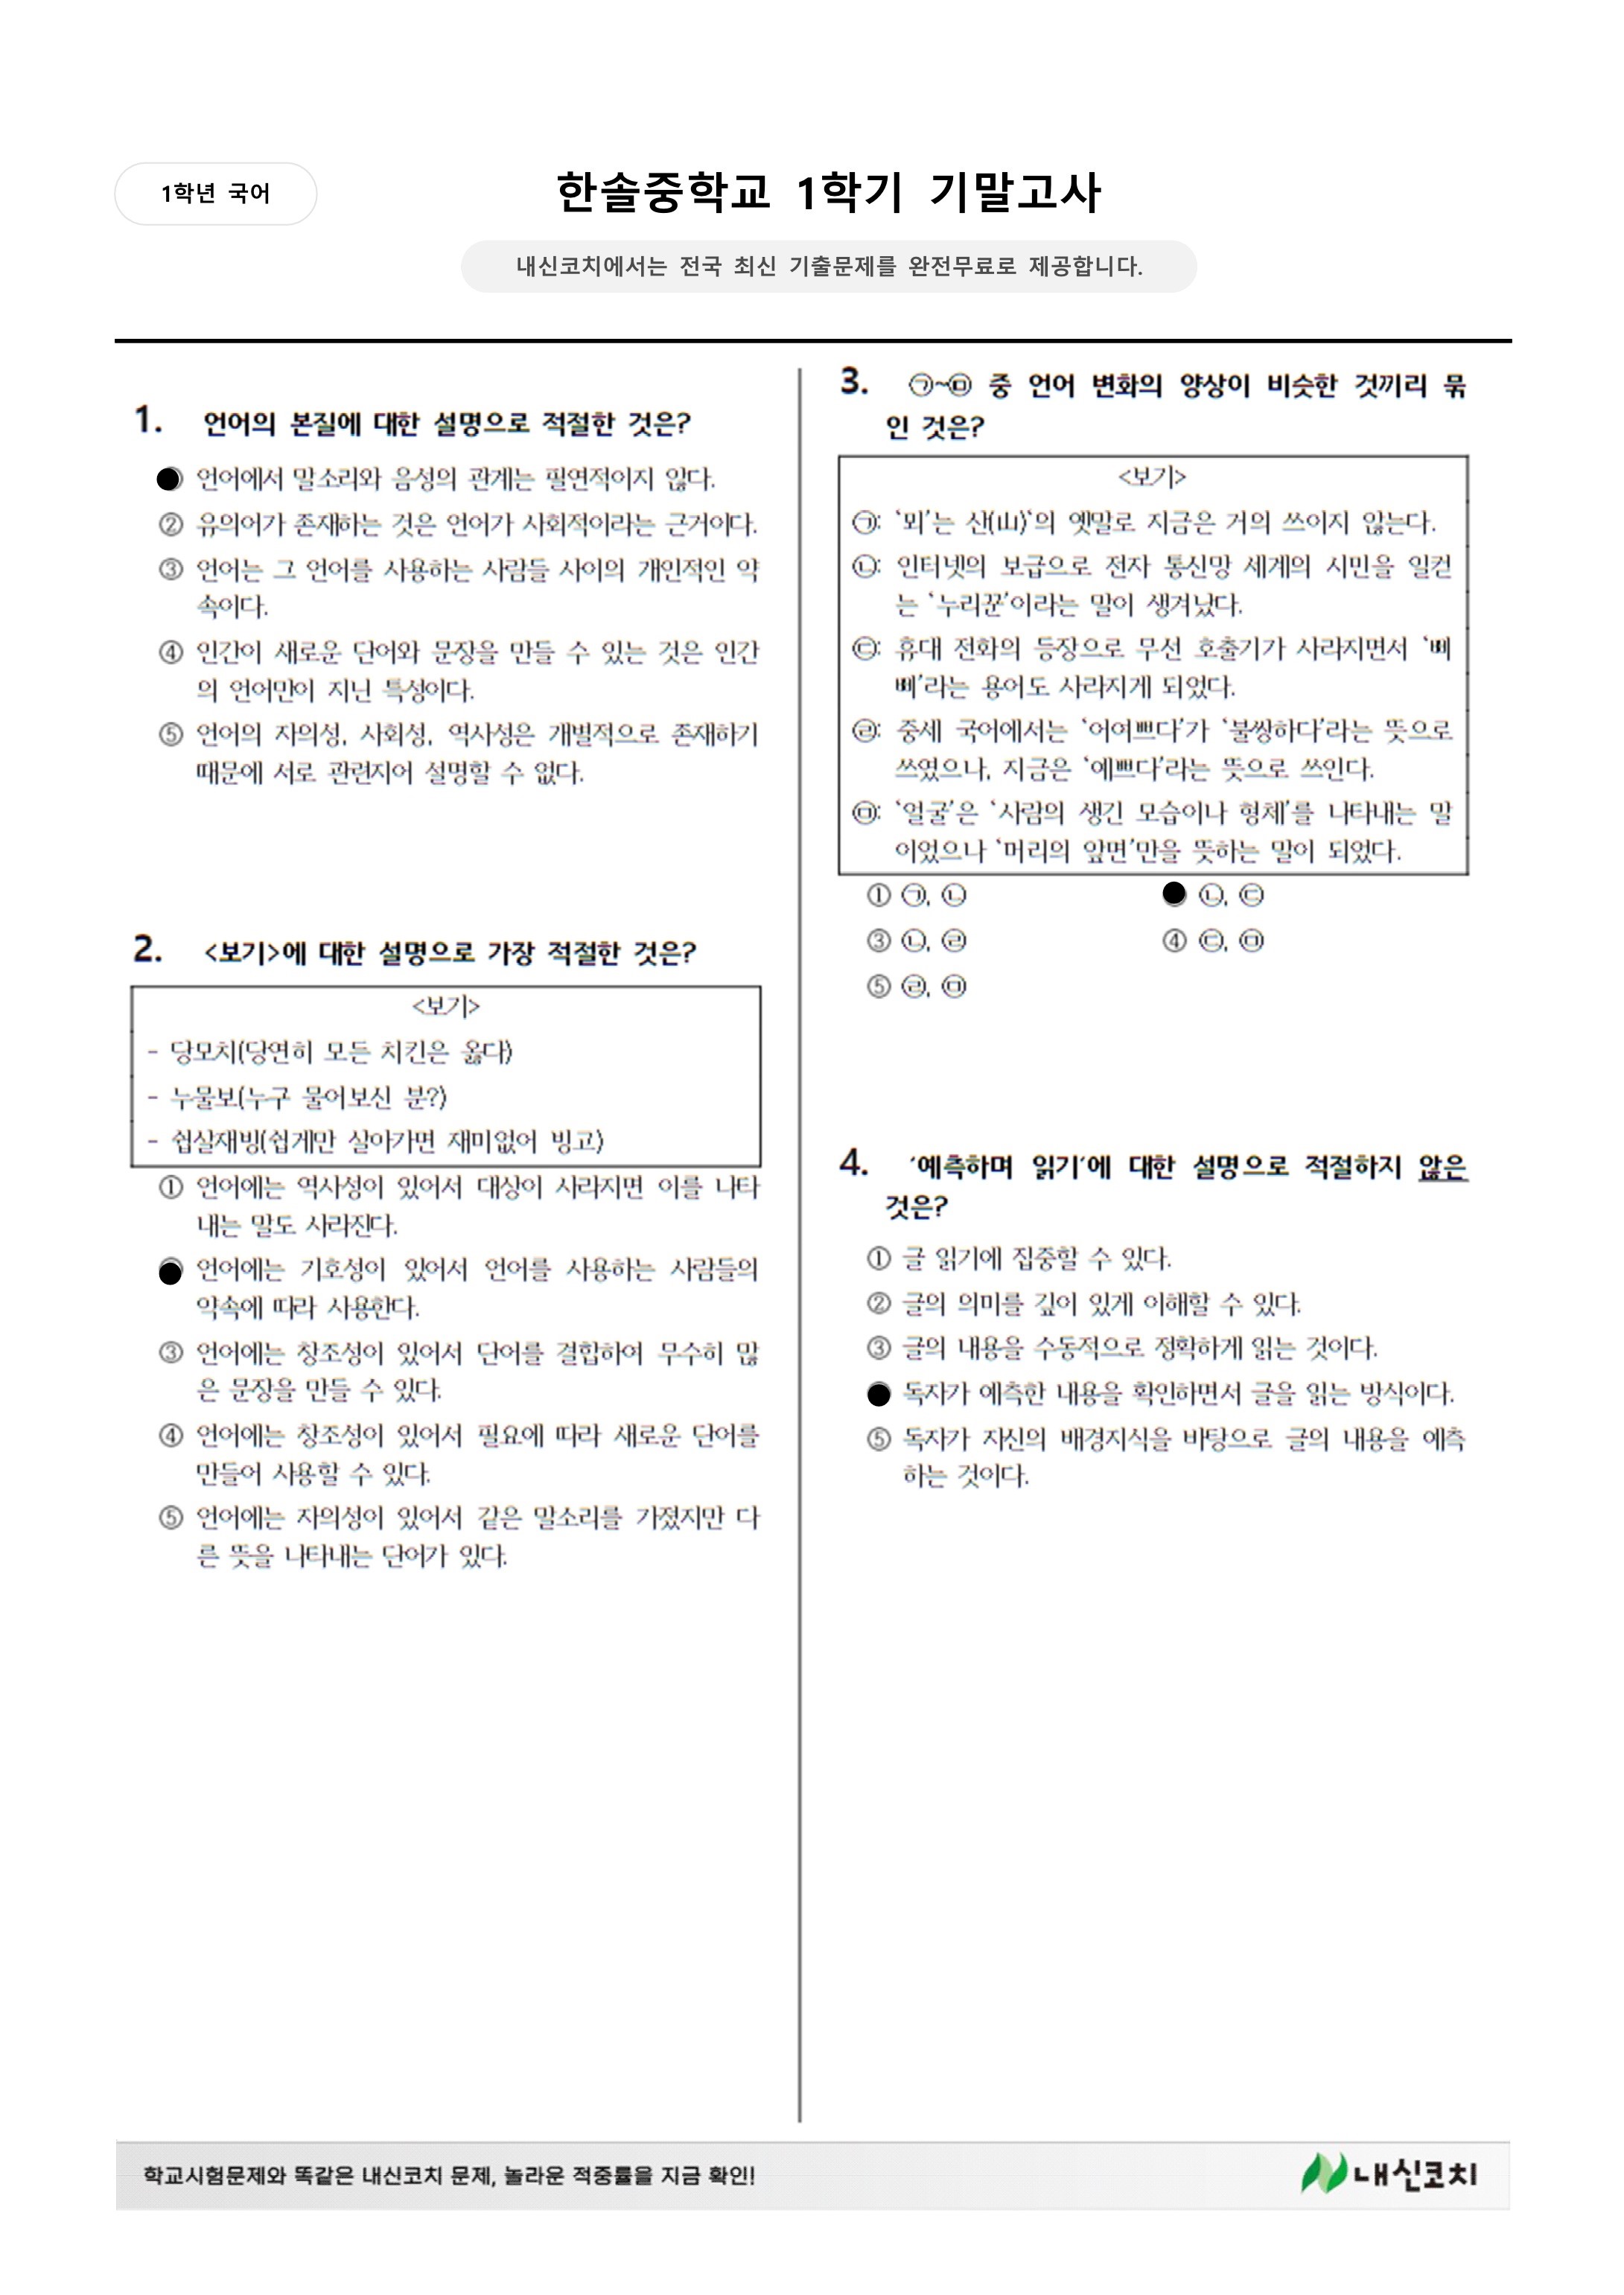 1학년 국어
한솔중학교 1학기 기말고사
내신코치에서는 전국 최신 기출문제를 완전무료로 제공합니다.
1. 언어의 본질에 대한 설명으로 적절한 것은?
● 언어에서 말소리와 음성의 관계는 필연적이지 않다.
② 유의어가 존재하는 것은 언어가 사회적이라는 근거이다.
③ 언어는 그 언어를 사용하는 사람들 사이의 개인적인 약
속이다.
④ 인간이 새로운 단어와 문장을 만들 수 있는 것은 인간
의 언어만이 지닌 특성이다.
⑤ 언어의 자의성, 사회성, 역사성은 개별적으로 존재하기
때문에 서로 관련지어 설명할 수 없다.
2. <보기>에 대한 설명으로 가장 적절한 것은?
<보기>
- 당모치(당연히 모든 치킨은 옳다)
- 누물보(누구 물어보신 분?)
- 쉽살재빙(쉽게만 살아가면 재미없어 빙고)
① 언어에는 역사성이 있어서 대상이 사라지면 이를 나타
내는 말도 사라진다.
● 언어에는 기호성이 있어서 언어를 사용하는 사람들의
약속에 따라 사용한다.
③ 언어에는 창조성이 있어서 단어를 결합하여 무수히 많
은 문장을 만들 수 있다.
④ 언어에는 창조성이 있어서 필요에 따라 새로운 단어를
만들어 사용할 수 있다.
⑤ 언어에는 자의성이 있어서 같은 말소리를 가졌지만 다
른 뜻을 나타내는 단어가 있다.
3. ㉠~㉤ 중 언어 변화의 양상이 비슷한 것끼리 묶
인 것은?
<보기>
㉠: ‘뫼’는 산(山)‘의 옛말로 지금은 거의 쓰이지 않는다.
㉡: 인터넷의 보급으로 전자 통신망 세계의 시민을 일컫
는 ‘누리꾼’이라는 말이 생겨났다.
㉢: 휴대 전화의 등장으로 무선 호출기가 사라지면서 ‘삐
삐’라는 용어도 사라지게 되었다.
㉣: 중세 국어에서는 ‘어여쁘다’가 ‘불쌍하다’라는 뜻으로
쓰였으나, 지금은 ‘예쁘다’라는 뜻으로 쓰인다.
㉤: ‘얼굴’은 ‘사람의 생긴 모습이나 형체’를 나타내는 말
이었으나 ‘머리의 앞면’만을 뜻하는 말이 되었다.
① ㉠, ㉡ ● ㉡, ㉢
③ ㉡, ㉣ ④ ㉢, ㉤
⑤ ㉣, ㉤
4. ‘예측하며 읽기’에 대한 설명으로 적절하지 않은
것은?
① 글 읽기에 집중할 수 있다.
② 글의 의미를 깊이 있게 이해할 수 있다.
③ 글의 내용을 수동적으로 정확하게 읽는 것이다.
● 독자가 예측한 내용을 확인하면서 글을 읽는 방식이다.
⑤ 독자가 자신의 배경지식을 바탕으로 글의 내용을 예측
하는 것이다.
학교시험문제와 똑같은 내신코치 문제, 놀라운 적중률을 지금 확인!
내신코치